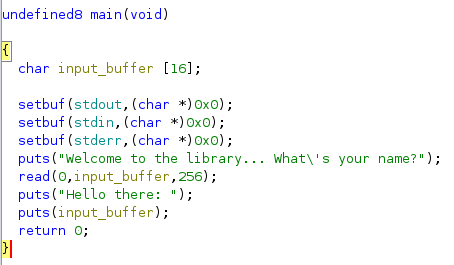 undefined8 main(void)
{
char input_buffer [16];
setbuf(stdout,(char *)0x0);
setbuf(stdin,(char *)0x0);
setbuf(stderr,(char *)0x0);
puts("Welcome to the library... What\'s your name?");
read(0,input_buffer,256);
puts("Hello there: ");
puts(input_buffer);
return 0;
}